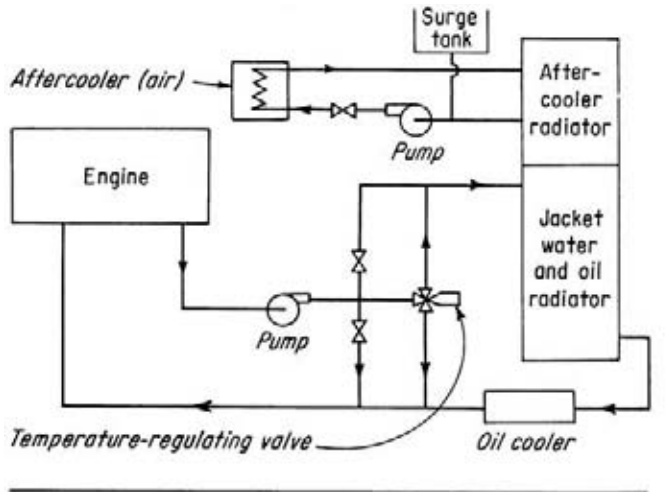 Surge
tank
Aftercooler (air)
After-
cooler
radiator
Pump
Engine
Jacket
water
and oil
radiator
Pump
Temperature-regulating valve
Oil cooler